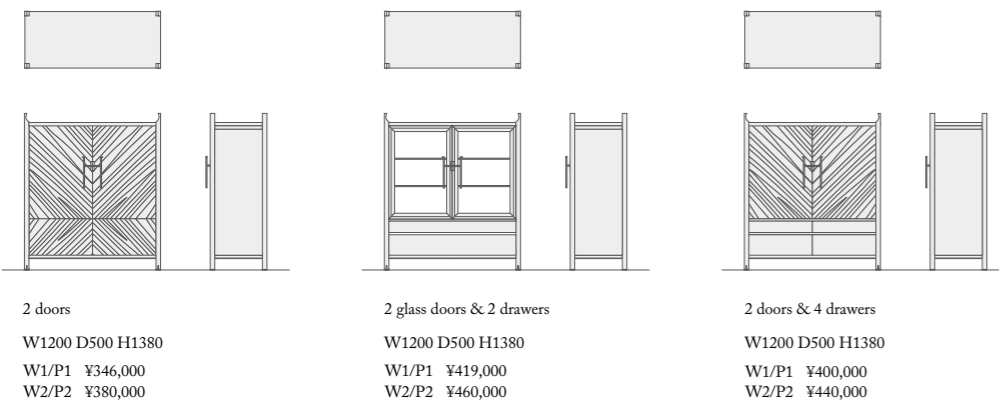 2 doors
W1200 D500 H1380
W1/P1 ¥346,000
W2/P2 ¥380,000
2 glass doors & 2 drawers
W1200 D500 H1380
W1/P1 ¥419,000
W2/P2 ¥460,000
2 doors & 4 drawers
W1200 D500 H1380
W1/P1 ¥400,000
W2/P2 ¥440,000